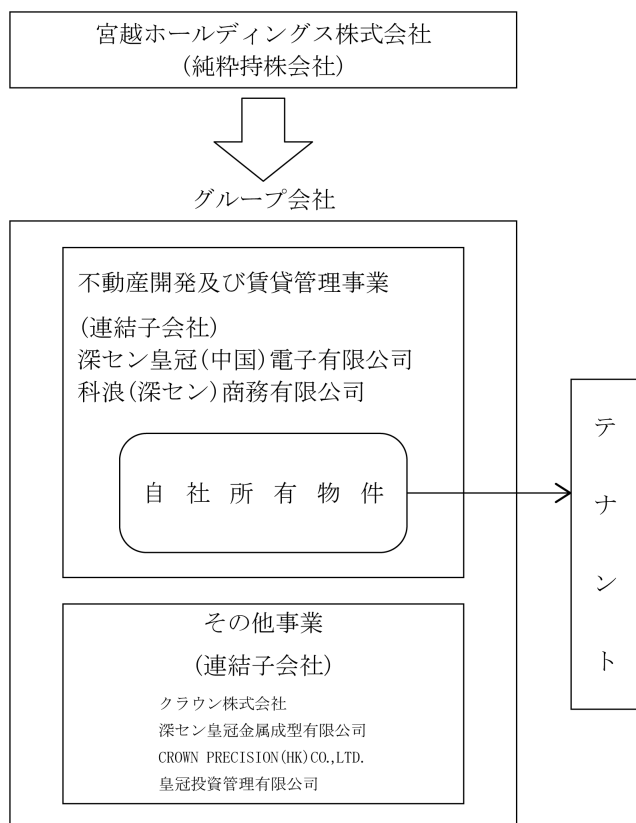 宮越ホールディングス株式会社
(純粋持株会社)
グループ会社
不動産開発及び賃貸管理事業
(連結子会社)
深セン皇冠(中国)電子有限公司
科浪(深セン)商務有限公司
自社所有物件
テナント
その他事業
(連結子会社)
クラウン株式会社
深セン皇冠金属成型有限公司
CROWN PRECISION(HK)CO.,LTD.
皇冠投資管理有限公司